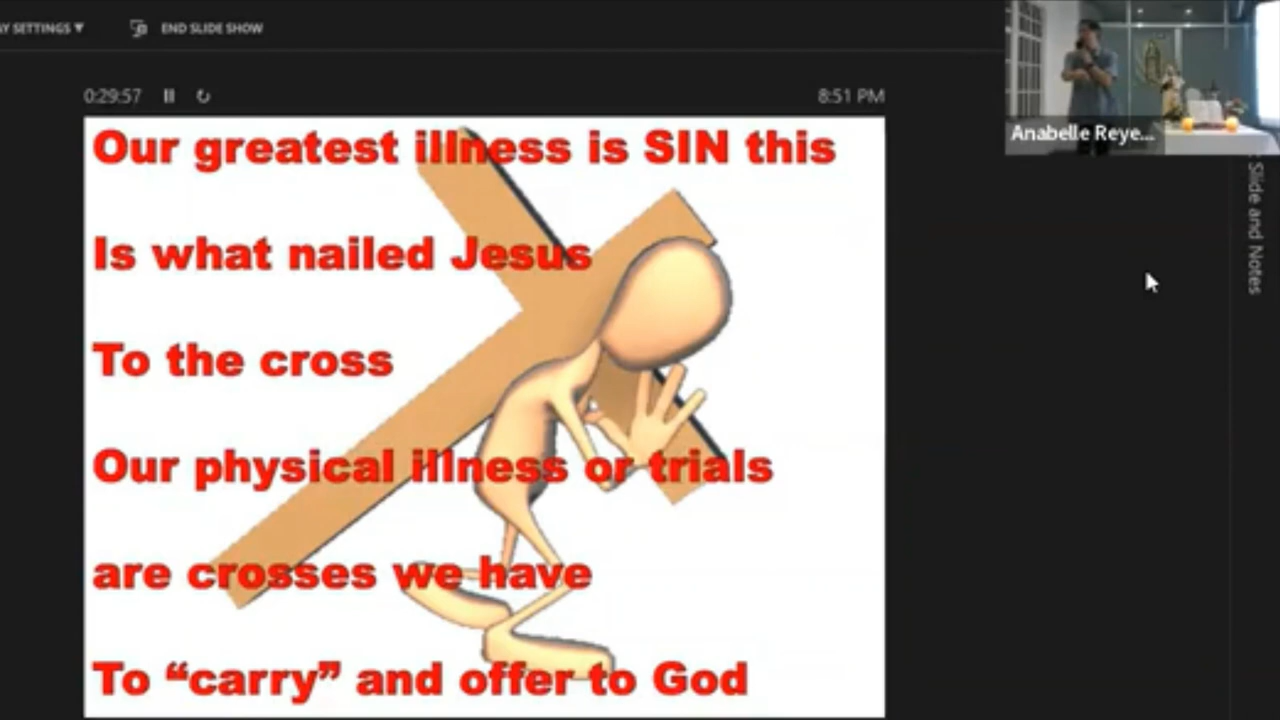 AY SETTINGS ▼ END SLIDE SHOW
0:29:57 8:51 PM
Anabelle Reye...
Slide and Notes
Our greatest illness is SIN this
Is what nailed Jesus
To the cross
Our physical illness or trials
are crosses we have
To “carry” and offer to God